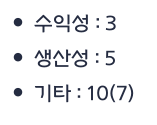 • 수익성 : 3
• 생산성 : 5
• 기타 : 10(7)